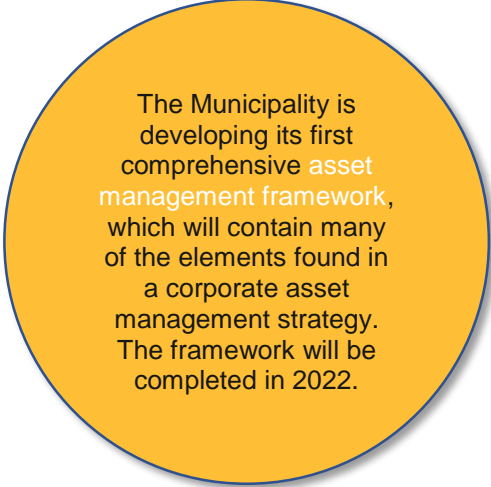 The Municipality is
developing its first
comprehensive asset
management framework,
which will contain many
of the elements found in
a corporate asset
management strategy.
The framework will be
completed in 2022.